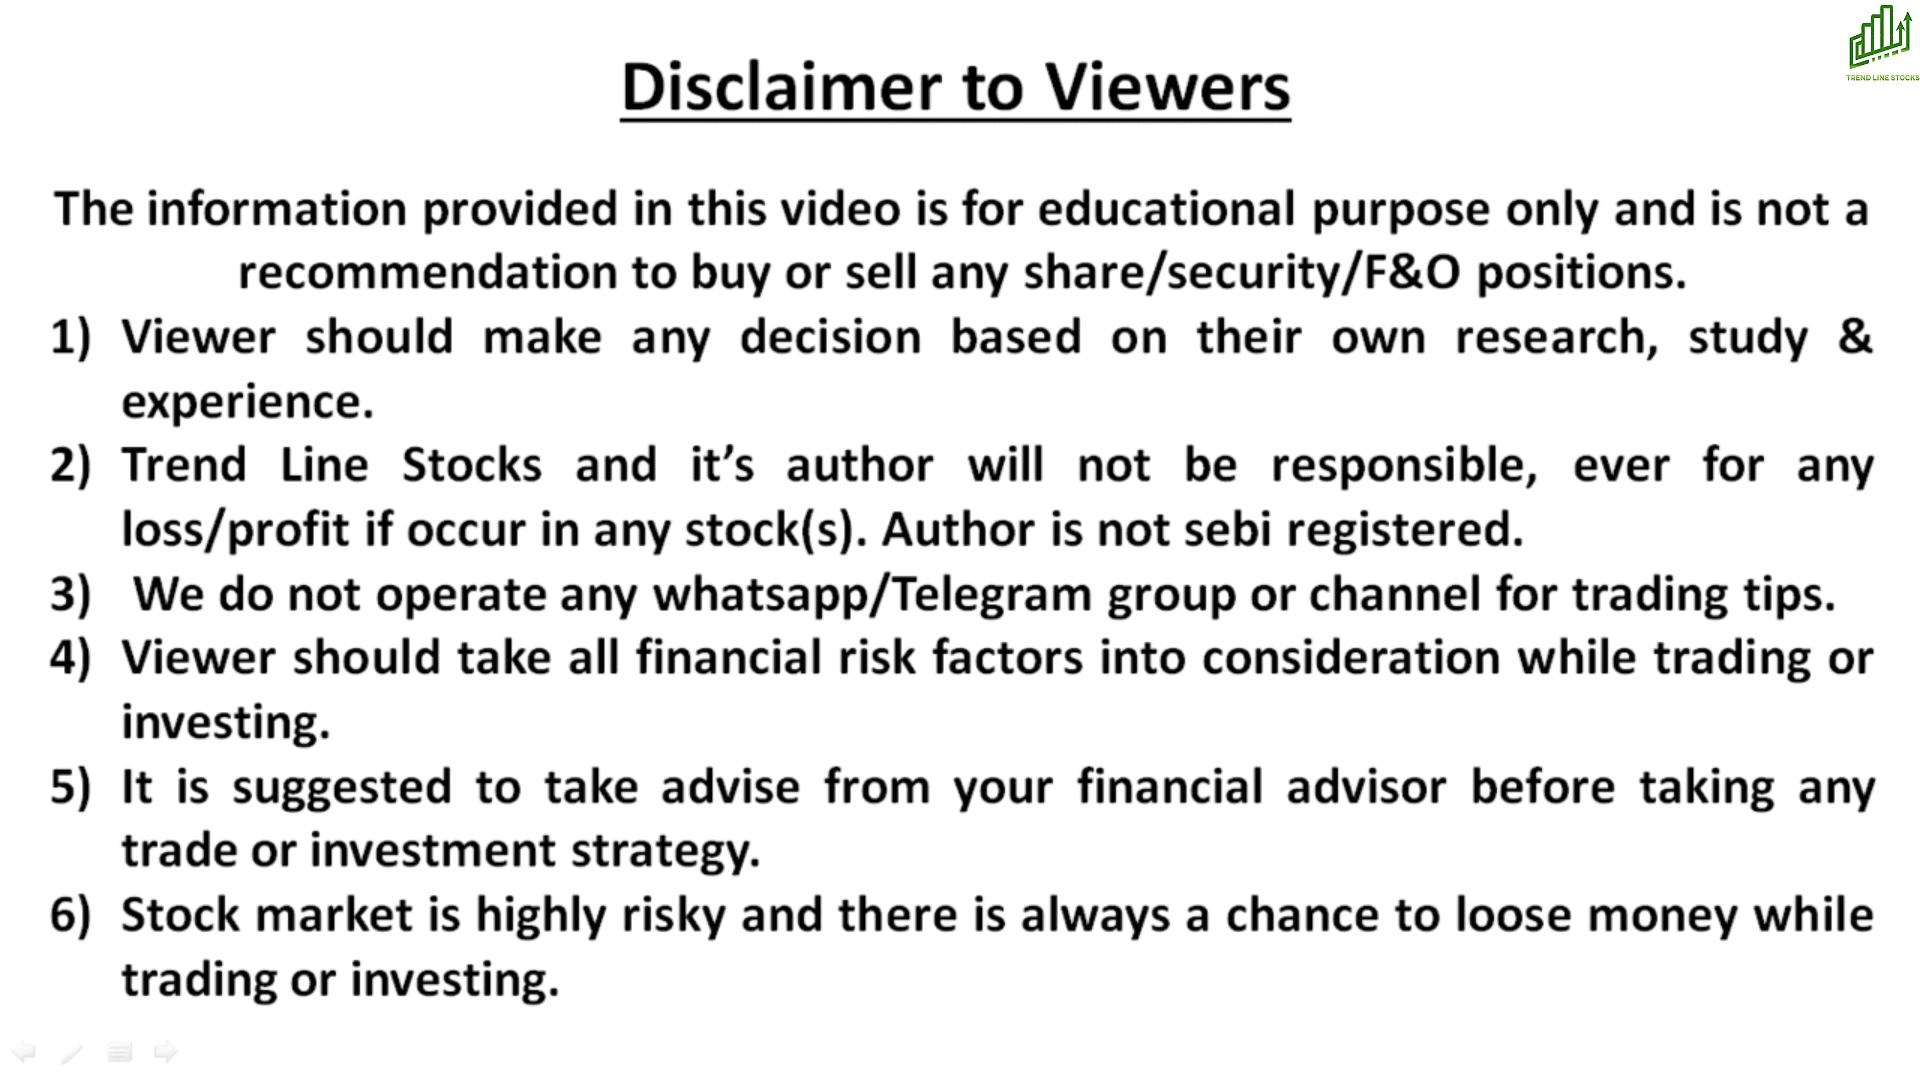 TREND LINE STOCKS
Disclaimer to Viewers
The information provided in this video is for educational purpose only and is not a
recommendation to buy or sell any share/security/F&O positions.
1) Viewer should make any decision based on their own research, study &
experience.
2) Trend Line Stocks and it’s author will not be responsible, ever for any
loss/profit if occur in any stock(s). Author is not sebi registered.
3) We do not operate any whatsapp/Telegram group or channel for trading tips.
4) Viewer should take all financial risk factors into consideration while trading or
investing.
5) It is suggested to take advise from your financial advisor before taking any
trade or investment strategy.
6) Stock market is highly risky and there is always a chance to loose money while
trading or investing.